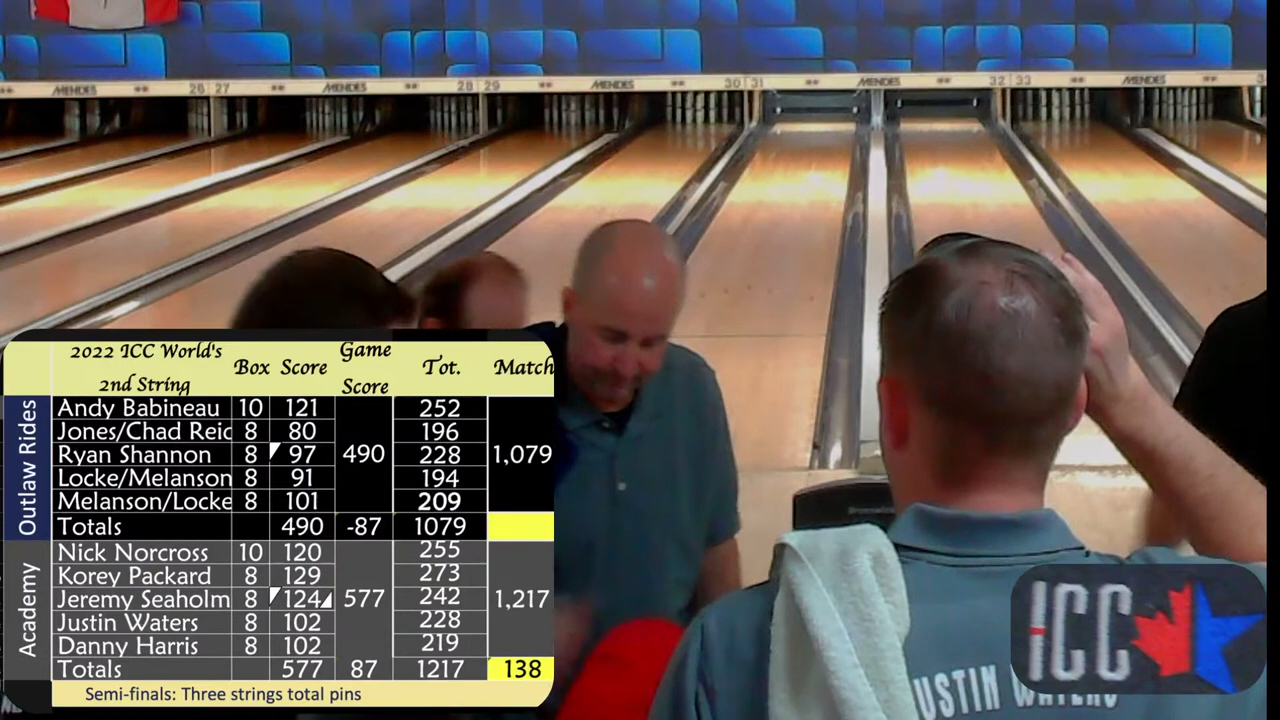 MENDES 26 27 MENDES 28 29 MENDES 30 31 MENDES 32 33 MENDES
2022 ICC World's
2nd String
Box Score Game Score Tot. Match
Outlaw Rides
Andy Babineau 10 121 252
Jones/Chad Reid 8 80 196
Ryan Shannon 8 97 490 228 1,079
Locke/Melanson 8 91 194
Melanson/Locke 8 101 209
Totals 490 -87 1079
Academy
Nick Norcross 10 120 255
Korey Packard 8 129 273
Jeremy Seaholm 8 124 577 242 1,217
Justin Waters 8 102 228
Danny Harris 8 102 219
Totals 577 87 1217 138
Semi-finals: Three strings total pins
USTIN WATERS
ICC